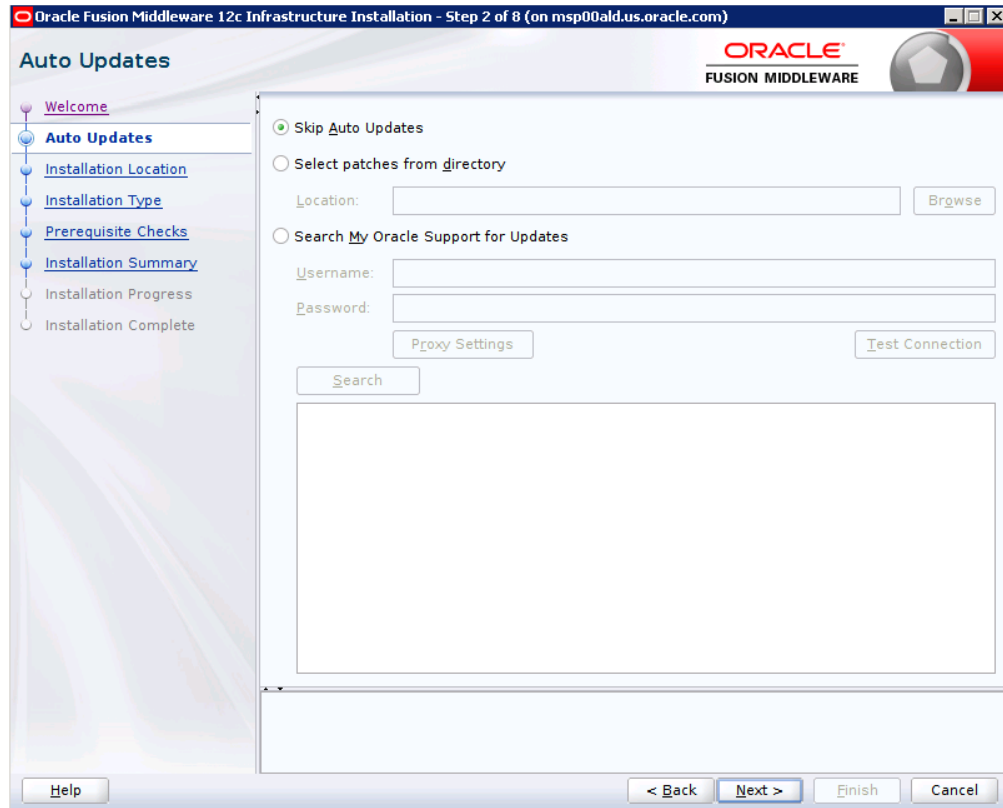 Oracle Fusion Middleware 12c Infrastructure Installation - Step 2 of 8 (on msp00ald.us.oracle.com)
Auto Updates
ORACLE
FUSION MIDDLEWARE
Welcome
Auto Updates
Installation Location
Installation Type
Prerequisite Checks
Installation Summary
Installation Progress
Installation Complete
Skip Auto Updates
Select patches from directory
Location:
Browse
Search My Oracle Support for Updates
Username:
Password:
Proxy Settings
Test Connection
Search
Help
< Back
Next >
Finish
Cancel